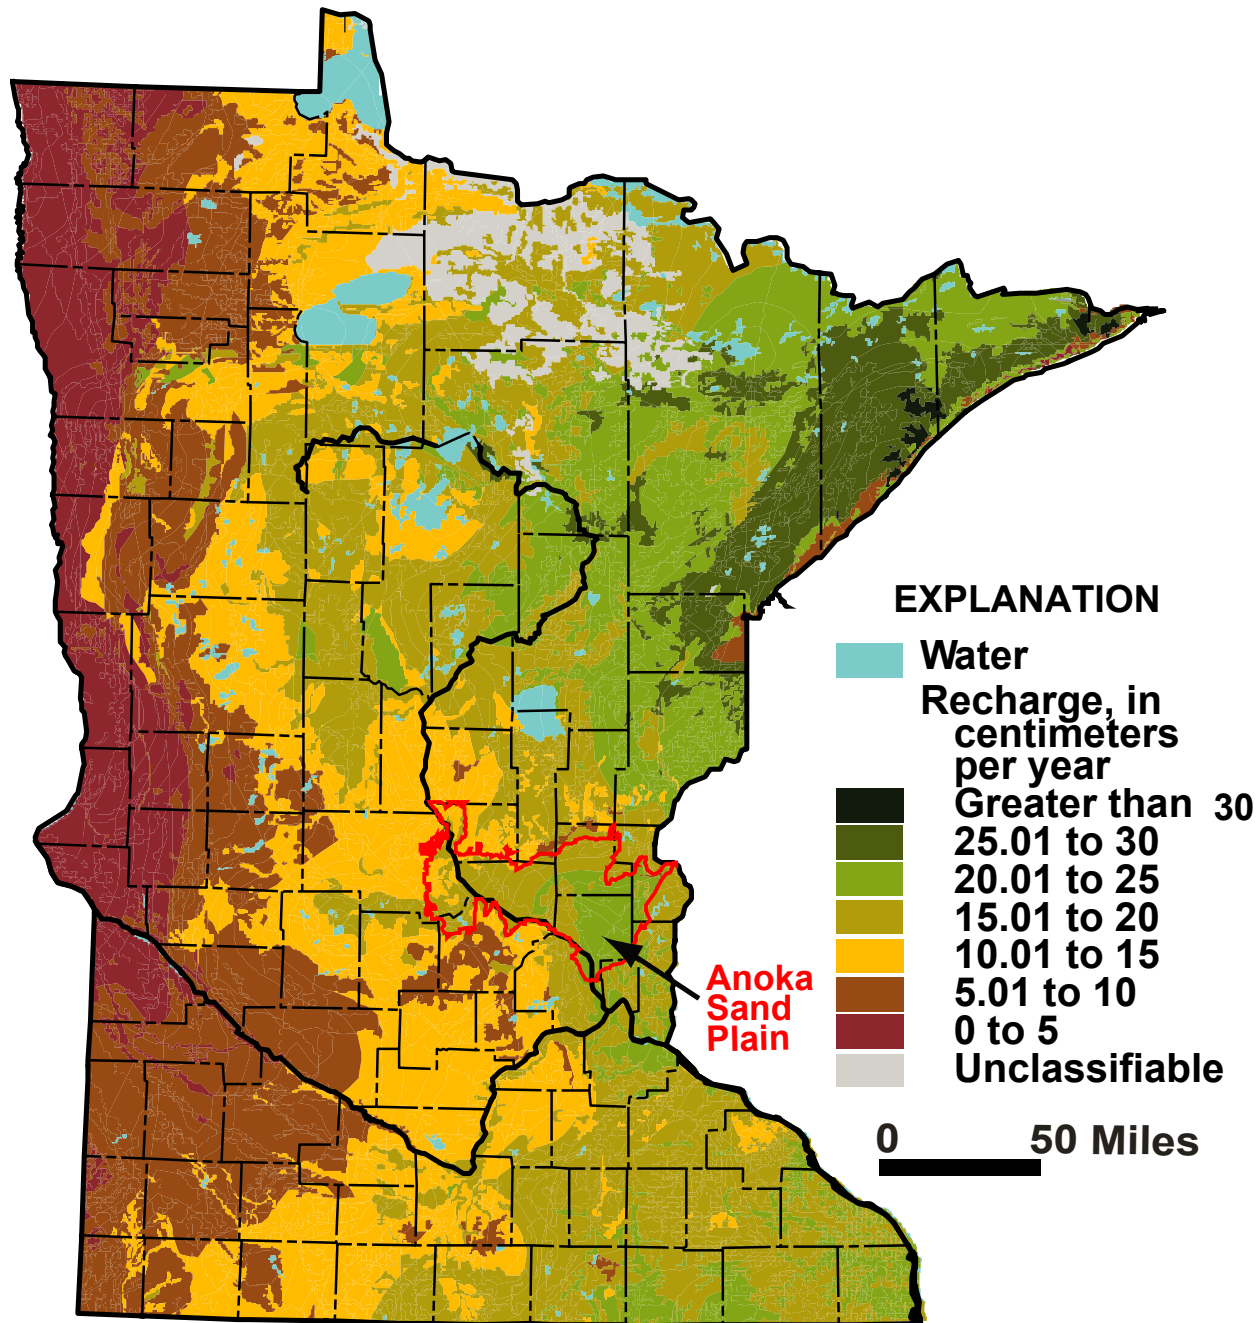 EXPLANATION
Water
Recharge, in
centimeters
per year
Greater than 30
25.01 to 30
20.01 to 25
15.01 to 20
10.01 to 15
5.01 to 10
0 to 5
Unclassifiable
Anoka
Sand
Plain
0 50 Miles